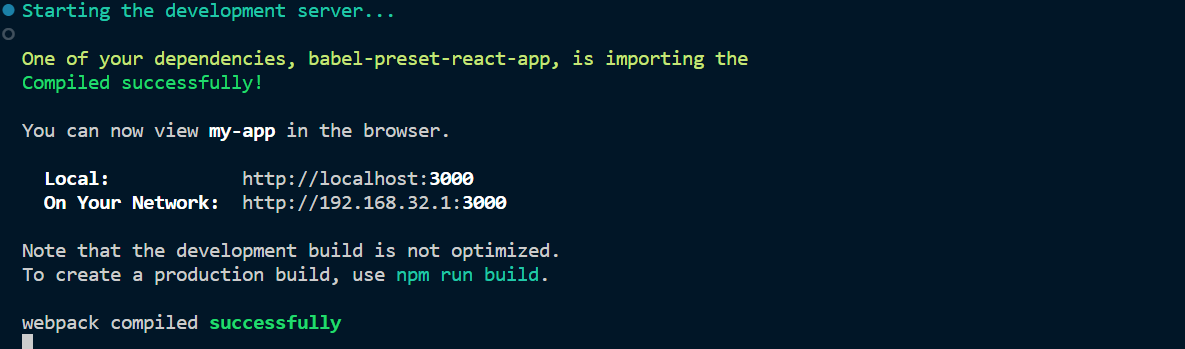 Starting the development server...
One of your dependencies, babel-preset-react-app, is importing the
Compiled successfully!
You can now view my-app in the browser.
Local: http://localhost:3000
On Your Network: http://192.168.32.1:3000
Note that the development build is not optimized.
To create a production build, use npm run build.
webpack compiled successfully